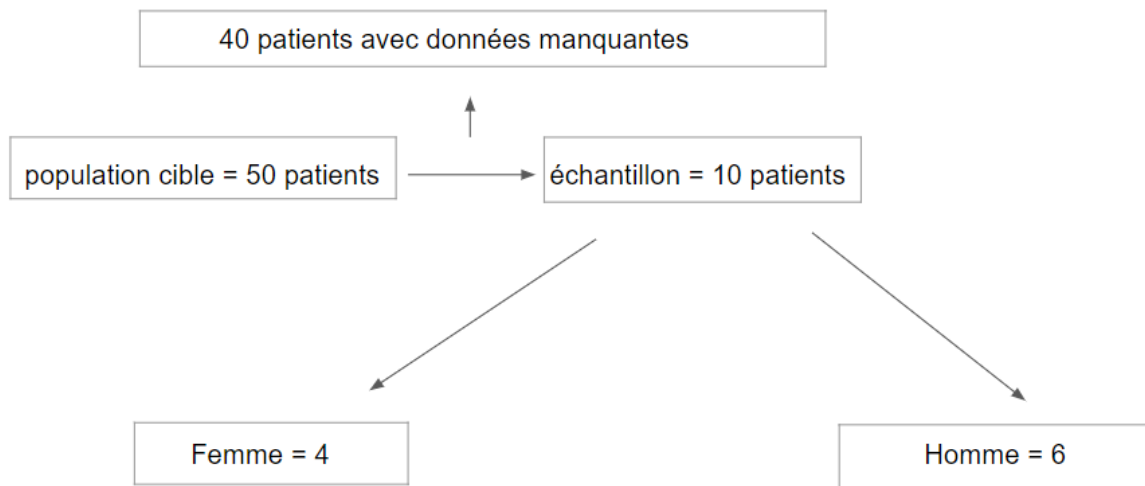 40 patients avec données manquantes
population cible = 50 patients
échantillon = 10 patients
Femme = 4
Homme = 6